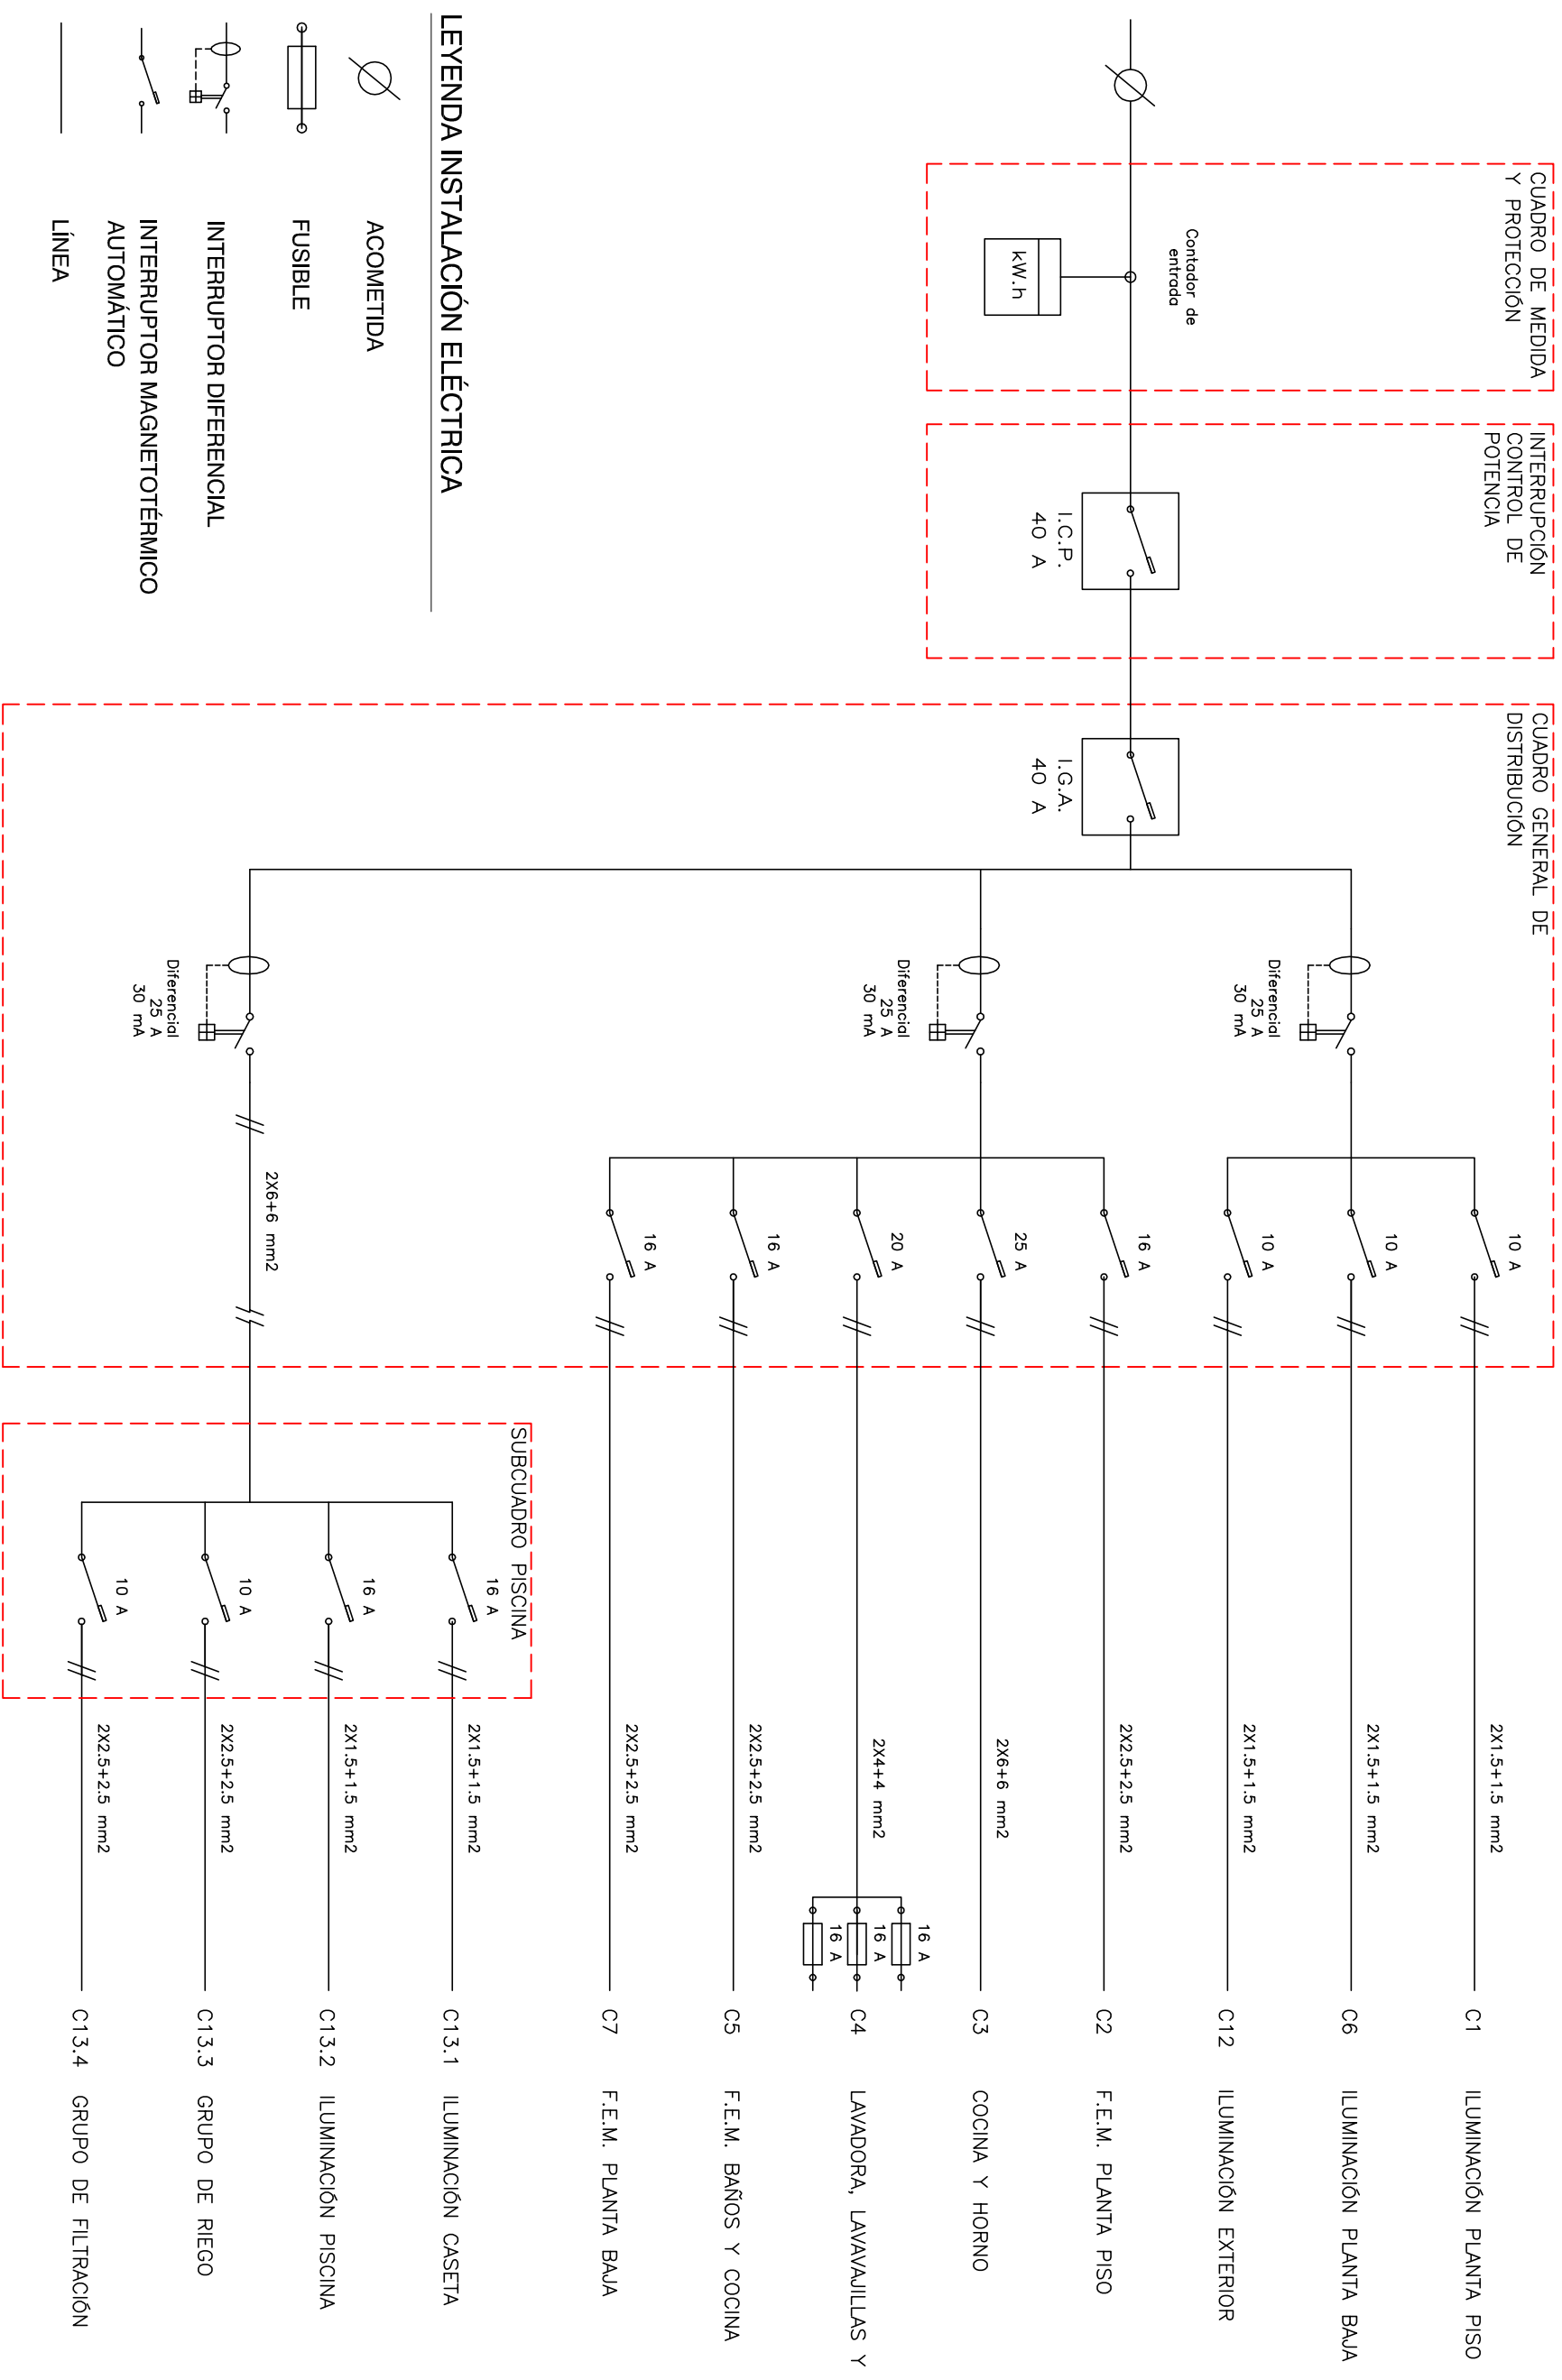 CUADRO DE MEDIDA
Y PROTECCIÓN
Contador de
entrada
kW.h
INTERRUPCIÓN
CONTROL DE
POTENCIA
I.C.P.
40 A
CUADRO GENERAL DE
DISTRIBUCIÓN
I.G.A.
40 A
Diferencial
25 A
30 mA
10 A
2X1.5+1.5 mm2
C1 ILUMINACIÓN PLANTA PISO
10 A
2X1.5+1.5 mm2
C6 ILUMINACIÓN PLANTA BAJA
10 A
2X1.5+1.5 mm2
C12 ILUMINACIÓN EXTERIOR
Diferencial
25 A
30 mA
16 A
2X2.5+2.5 mm2
C2 F.E.M. PLANTA PISO
25 A
2X6+6 mm2
C3 COCINA Y HORNO
20 A
2X4+4 mm2
16 A
16 A
16 A
C4 LAVADORA, LAVAVAJILLAS Y
16 A
2X2.5+2.5 mm2
C5 F.E.M. BAÑOS Y COCINA
16 A
2X2.5+2.5 mm2
C7 F.E.M. PLANTA BAJA
Diferencial
25 A
30 mA
2X6+6 mm2
SUBCUADRO PISCINA
16 A
2X1.5+1.5 mm2
C13.1 ILUMINACIÓN CASETA
16 A
2X1.5+1.5 mm2
C13.2 ILUMINACIÓN PISCINA
10 A
2X2.5+2.5 mm2
C13.3 GRUPO DE RIEGO
10 A
2X2.5+2.5 mm2
C13.4 GRUPO DE FILTRACIÓN
LEYENDA INSTALACIÓN ELÉCTRICA
ACOMETIDA
FUSIBLE
INTERRUPTOR DIFERENCIAL
INTERRUPTOR MAGNETOTÉRMICO
AUTOMÁTICO
LÍNEA